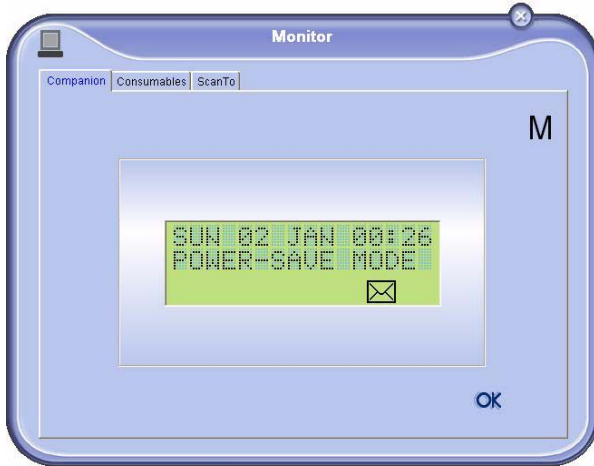 Monitor
Companion Consumables ScanTo
M
SUN 02 JAN 00:26
POWER-SAVE MODE
OK